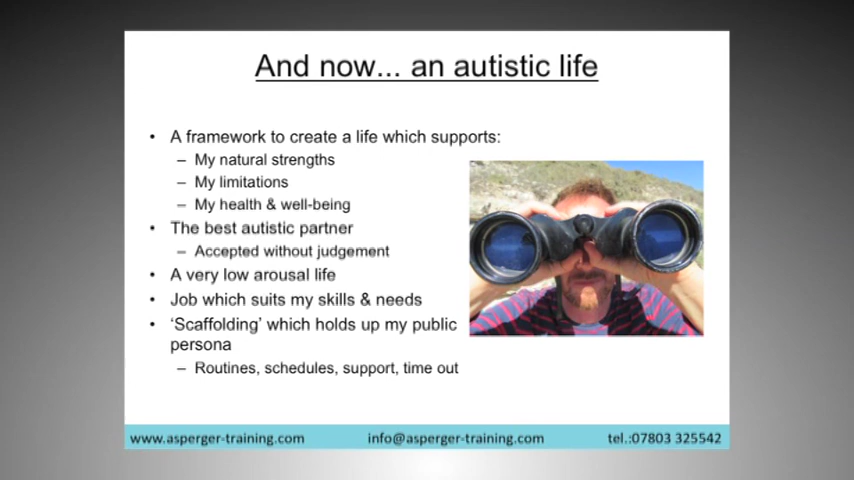 And now... an autistic life
• A framework to create a life which supports:
– My natural strengths
– My limitations
– My health & well-being
• The best autistic partner
– Accepted without judgement
• A very low arousal life
• Job which suits my skills & needs
• ‘Scaffolding’ which holds up my public
persona
– Routines, schedules, support, time out
www.asperger-training.com info@asperger-training.com tel.:07803 325542